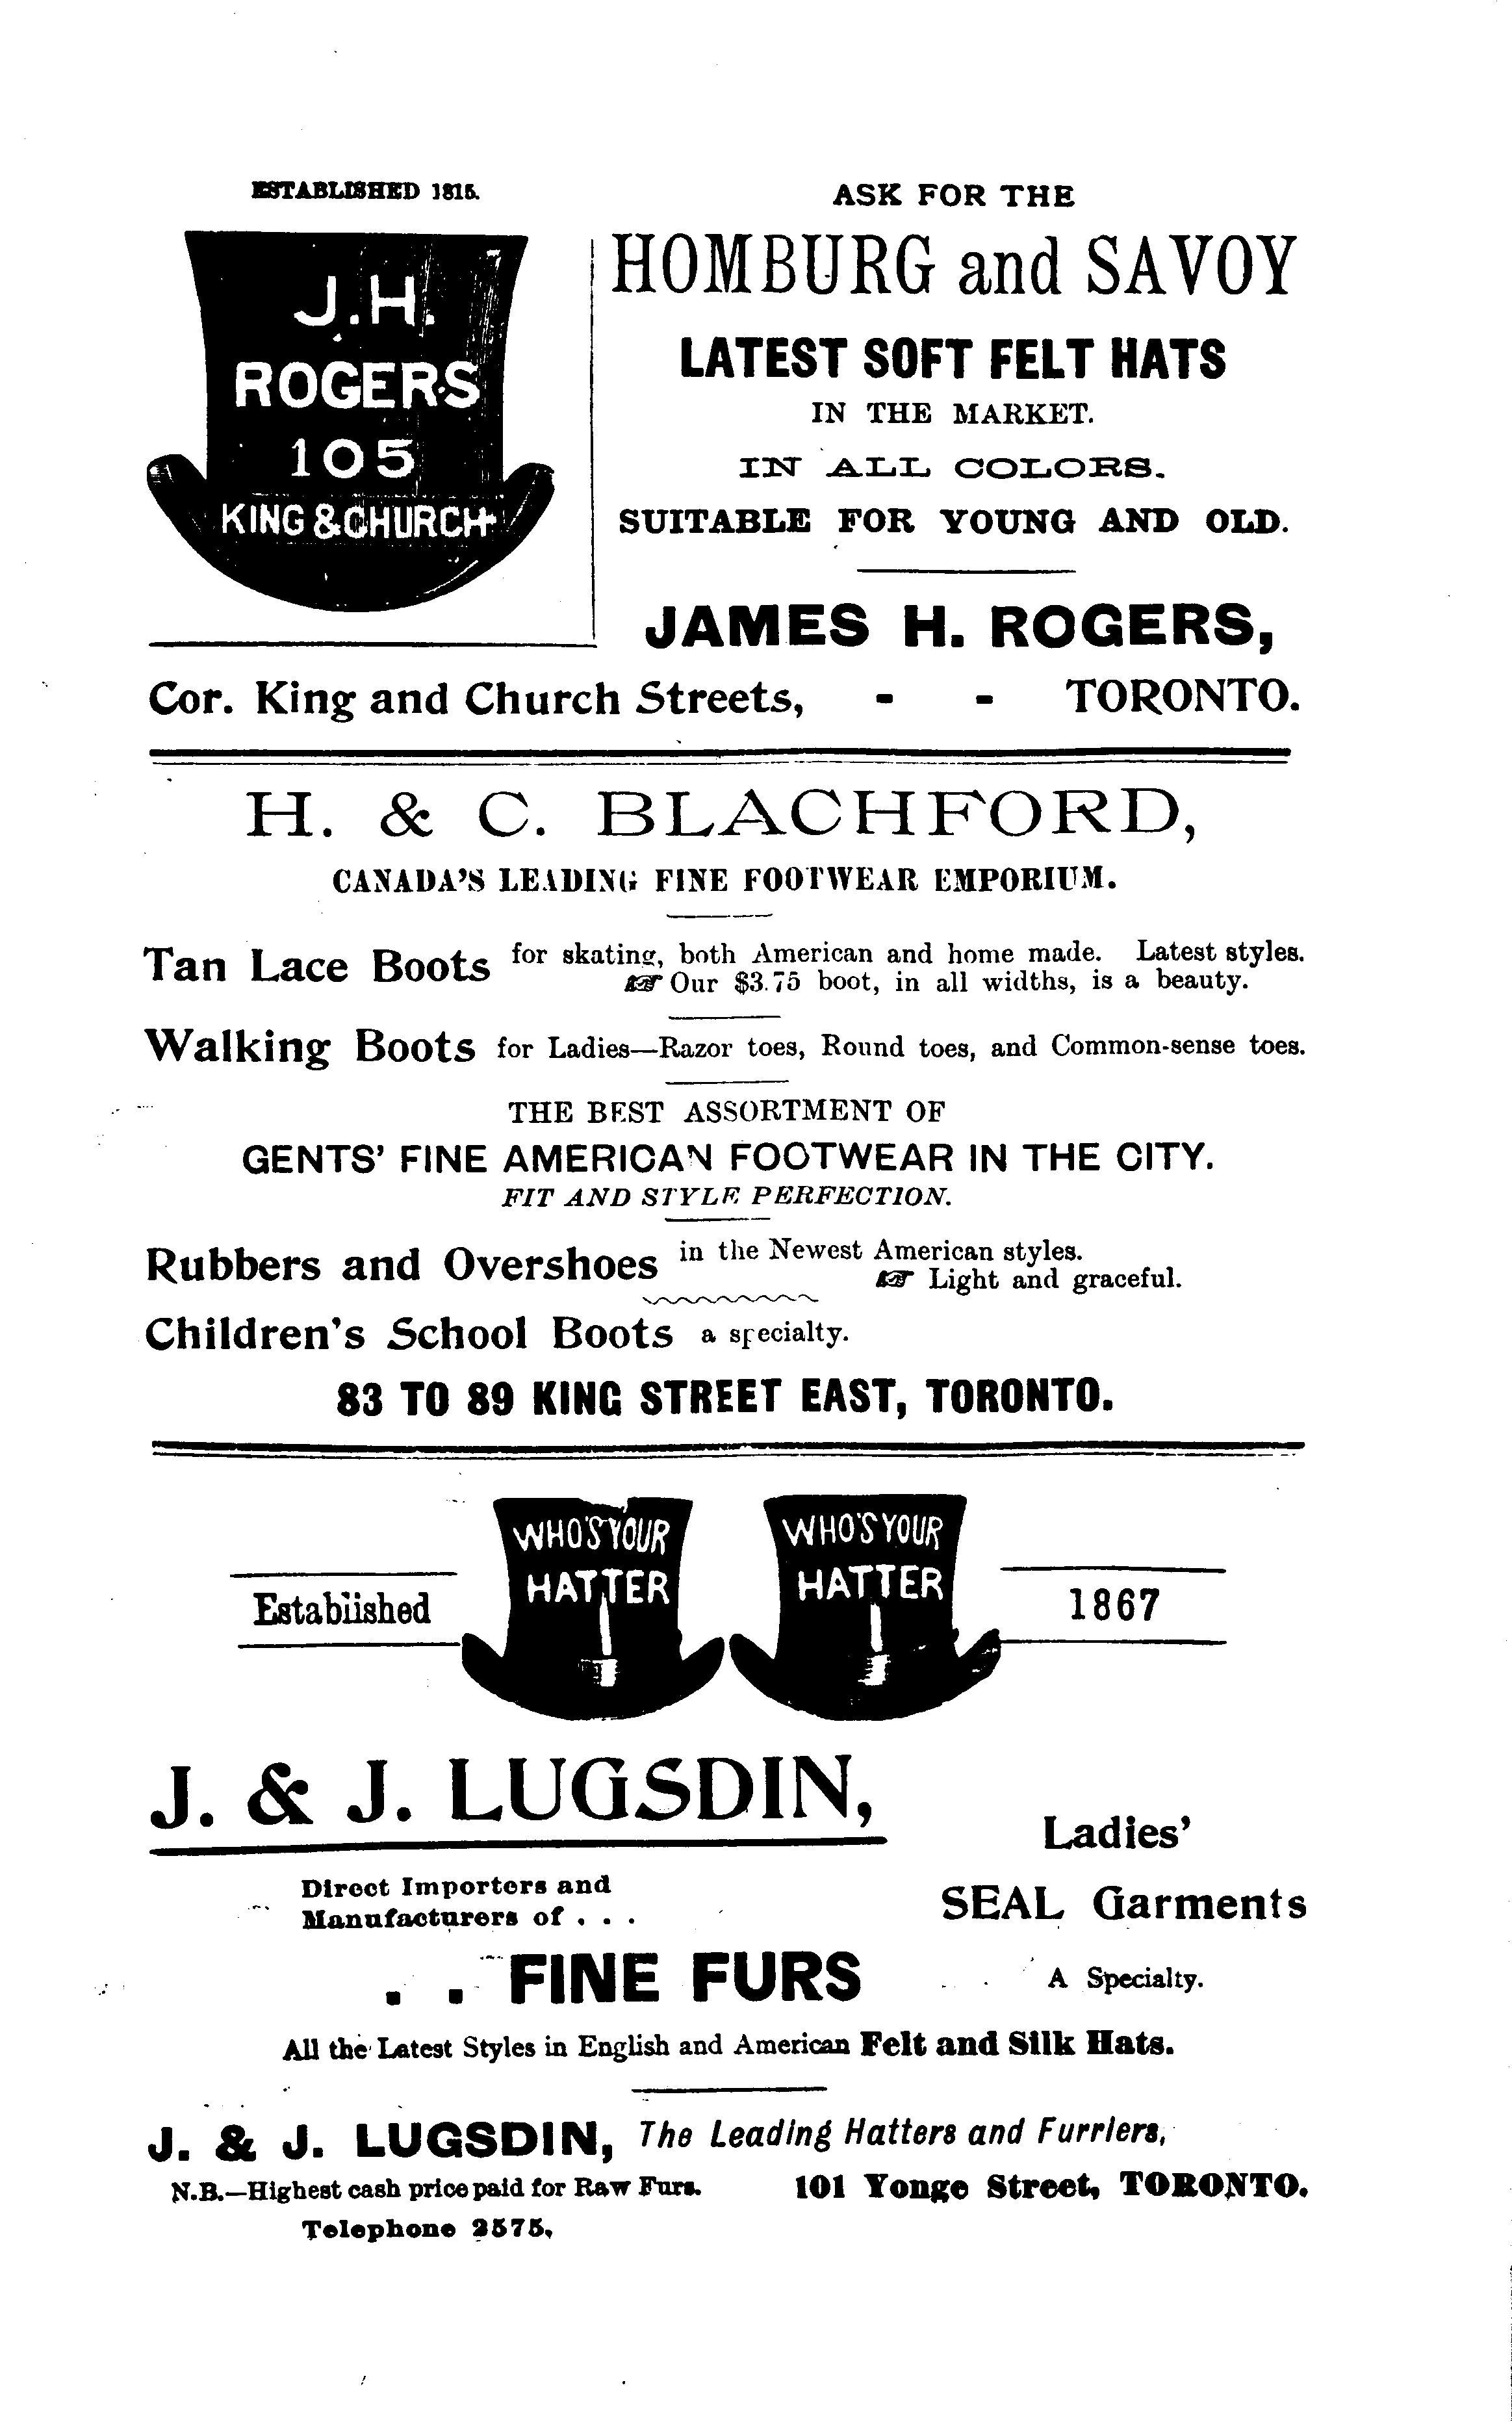 ESTABLISHED 1815.
J.H.
ROGERS
105
KING & CHURCH
ASK FOR THE
HOMBURG and SAVOY
LATEST SOFT FELT HATS
IN THE MARKET.
IN ALL COLORS.
SUITABLE FOR YOUNG AND OLD.
JAMES H. ROGERS,
Cor. King and Church Streets, - - TORONTO.
H. & C. BLACHFORD,
CANADA'S LEADING FINE FOOTWEAR EMPORIUM.
Tan Lace Boots for skating, both American and home made. Latest styles.
☞ Our $3.75 boot, in all widths, is a beauty.
Walking Boots for Ladies—Razor toes, Round toes, and Common-sense toes.
THE BEST ASSORTMENT OF
GENTS' FINE AMERICAN FOOTWEAR IN THE CITY.
FIT AND STYLE PERFECTION.
Rubbers and Overshoes in the Newest American styles.
☞ Light and graceful.
Children's School Boots a specialty.
83 TO 89 KING STREET EAST, TORONTO.
WHO'S YOUR
HATTER
WHO'S YOUR
HATTER
Established
1867
J. & J. LUGSDIN,
Direct Importers and
Manufacturers of . . .
. . FINE FURS
Ladies'
SEAL Garments
A Specialty.
All the Latest Styles in English and American Felt and Silk Hats.
J. & J. LUGSDIN, The Leading Hatters and Furriers,
N.B.—Highest cash price paid for Raw Furs. 101 Yonge Street, TORONTO.
Telephone 2575.